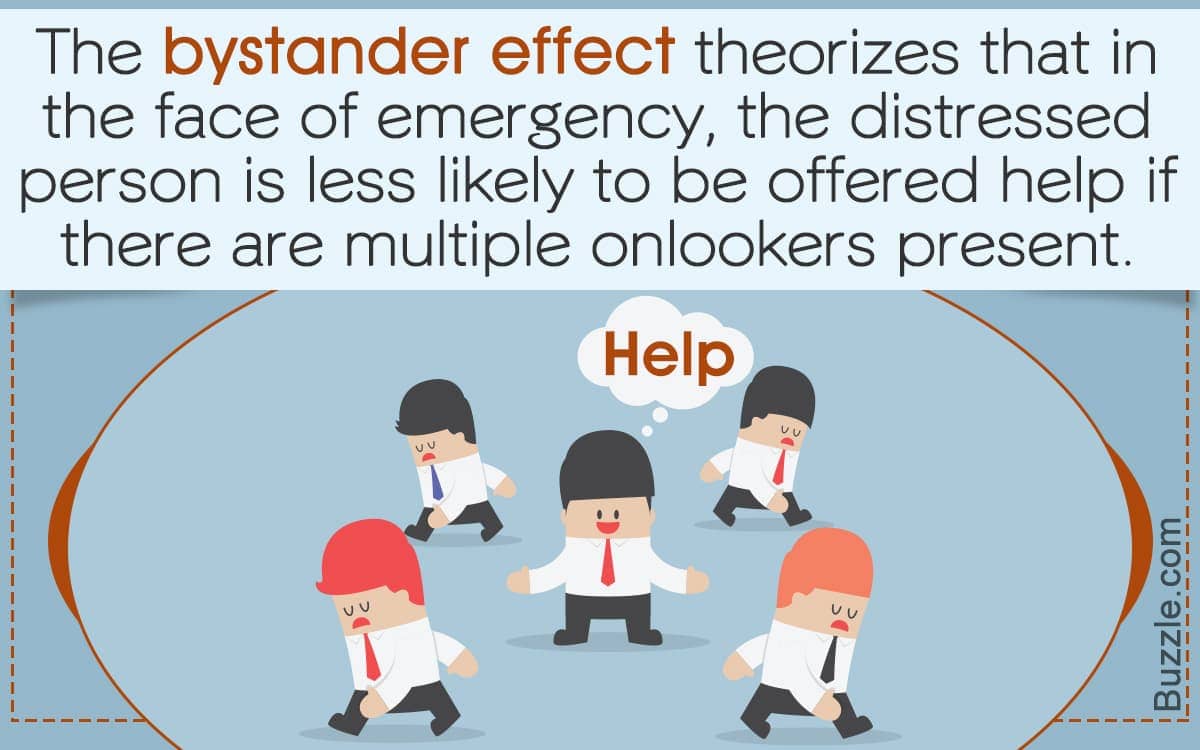 The bystander effect theorizes that in
the face of emergency, the distressed
person is less likely to be offered help if
there are multiple onlookers present.
Help
Buzzle.com